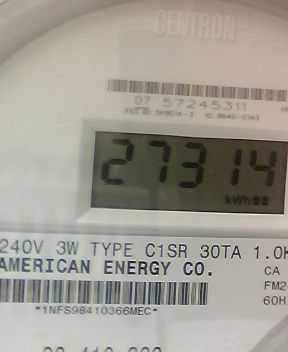 CENTRON®
07 57245311
27314
kWh
240V 3W TYPE C1SR 30TA 1.0K
AMERICAN ENERGY CO.
CA
FM2
60H
*1NFS98410366MEC*